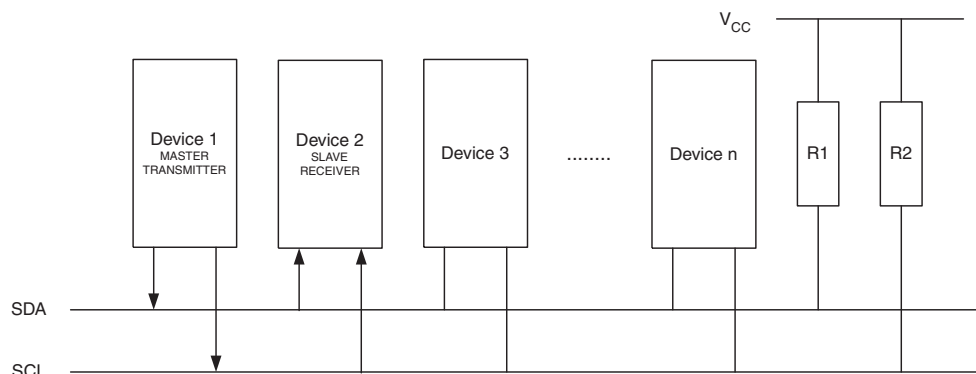 VCC
Device 1
MASTER
TRANSMITTER
Device 2
SLAVE
RECEIVER
Device 3
........
Device n
R1
R2
SDA
SCL